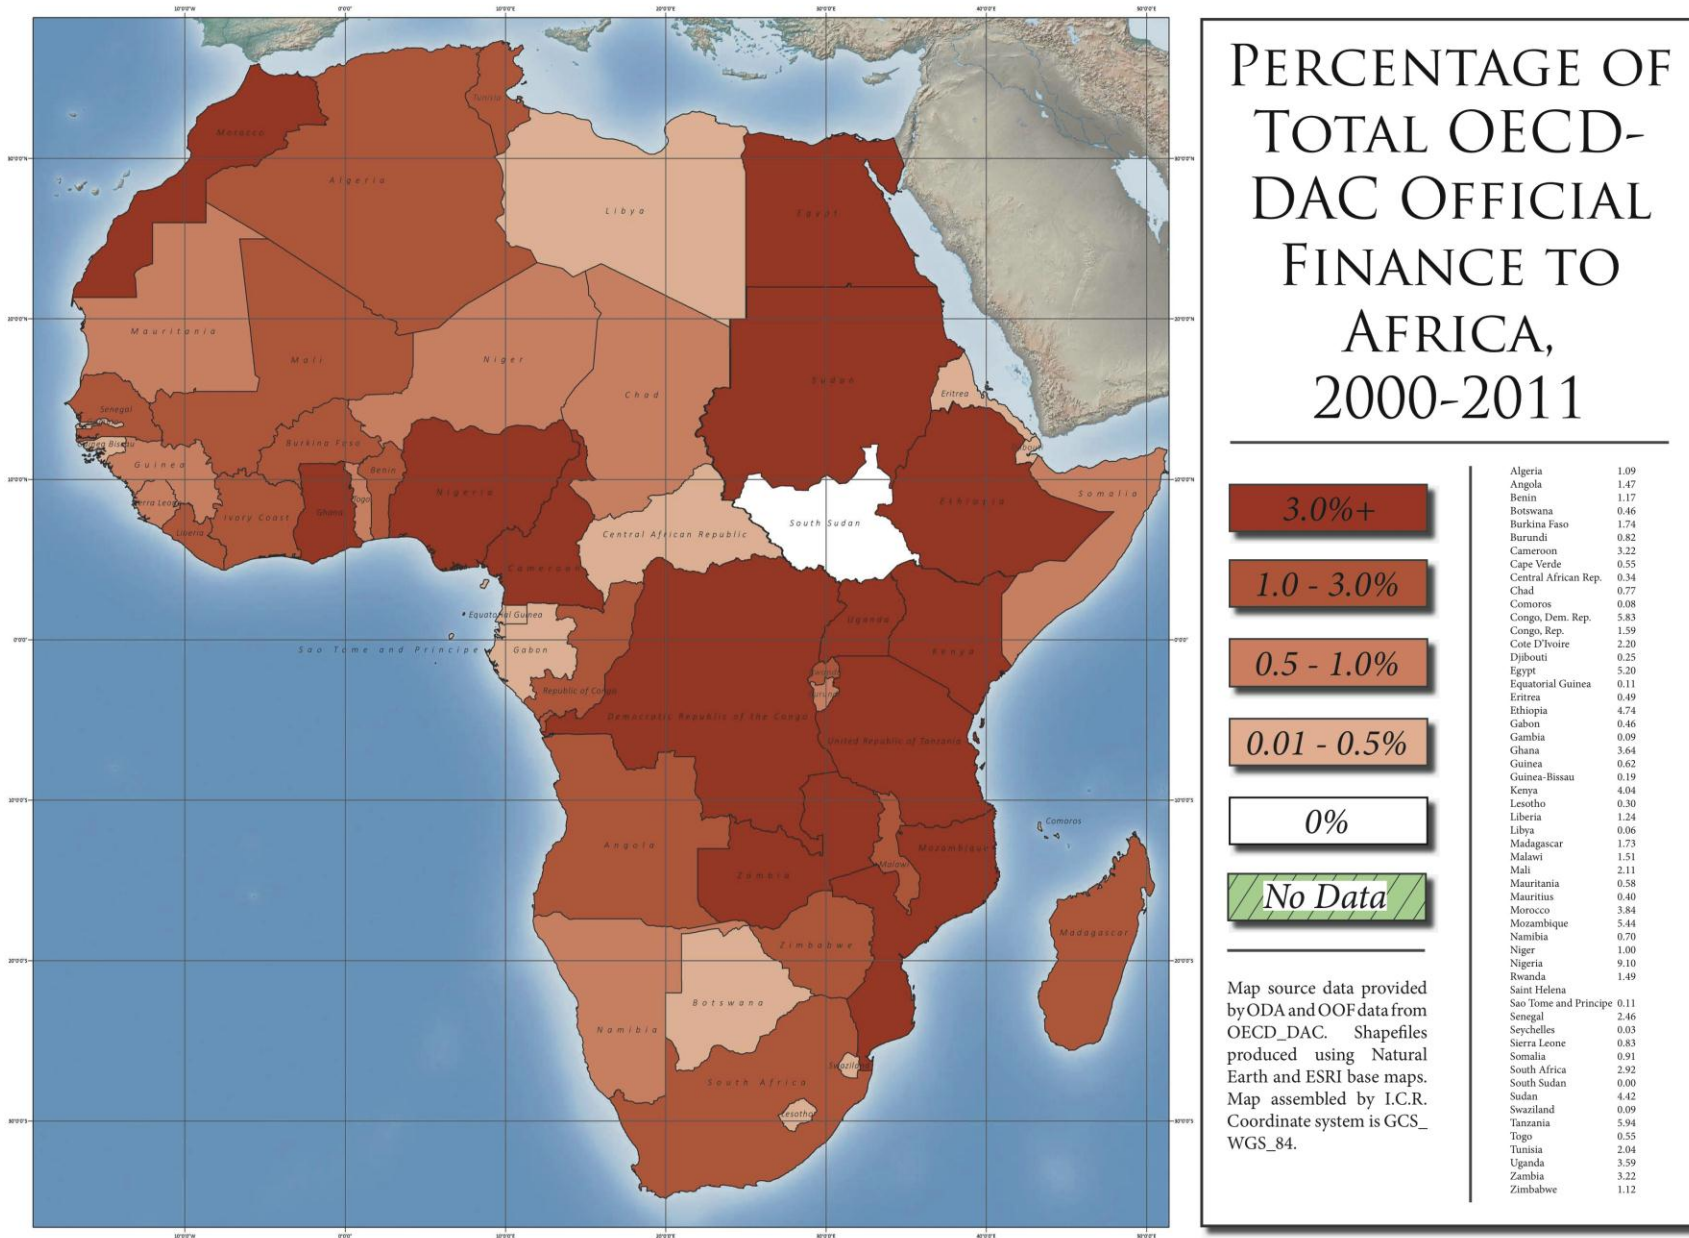 PERCENTAGE OF
TOTAL OECD-
DAC OFFICIAL
FINANCE TO
AFRICA,
2000-2011
3.0%+
1.0 - 3.0%
0.5 - 1.0%
0.01 - 0.5%
0%
No Data
Map source data provided
by ODA and OOF data from
OECD_DAC. Shapefiles
produced using Natural
Earth and ESRI base maps.
Map assembled by I.C.R.
Coordinate system is GCS_
WGS_84.
Algeria 1.09
Angola 1.47
Benin 1.17
Botswana 0.46
Burkina Faso 1.74
Burundi 0.82
Cameroon 3.22
Cape Verde 0.55
Central African Rep. 0.34
Chad 0.77
Comoros 0.08
Congo, Dem. Rep. 5.83
Congo, Rep. 1.59
Cote D'Ivoire 2.20
Djibouti 0.25
Egypt 5.20
Equatorial Guinea 0.11
Eritrea 0.49
Ethiopia 4.74
Gabon 0.46
Gambia 0.09
Ghana 3.64
Guinea 0.62
Guinea-Bissau 0.19
Kenya 4.04
Lesotho 0.30
Liberia 1.24
Libya 0.06
Madagascar 1.73
Malawi 1.51
Mali 2.11
Mauritania 0.58
Mauritius 0.40
Morocco 3.84
Mozambique 5.44
Namibia 0.70
Niger 1.00
Nigeria 9.10
Rwanda 1.49
Saint Helena
Sao Tome and Principe 0.11
Senegal 2.46
Seychelles 0.03
Sierra Leone 0.83
Somalia 0.91
South Africa 2.92
South Sudan 0.00
Sudan 4.42
Swaziland 0.09
Tanzania 5.94
Togo 0.55
Tunisia 2.04
Uganda 3.59
Zambia 3.22
Zimbabwe 1.12
Tunisia
Morocco
Algeria
Libya
Egypt
Mauritania
Mali
Niger
Chad
Sudan
Eritrea
Senegal
Burkina Faso
Guinea
Benin
Nigeria
Ethiopia
Somalia
Ivory Coast
Ghana
Togo
Liberia
South Sudan
Central African Republic
Cameroon
Equatorial Guinea
Sao Tome and Principe
Gabon
Uganda
Kenya
Republic of Congo
Democratic Republic of the Congo
United Republic of Tanzania
Comoros
Angola
Zambia
Malawi
Mozambique
Madagascar
Zimbabwe
Botswana
Namibia
Swaziland
South Africa
Lesotho